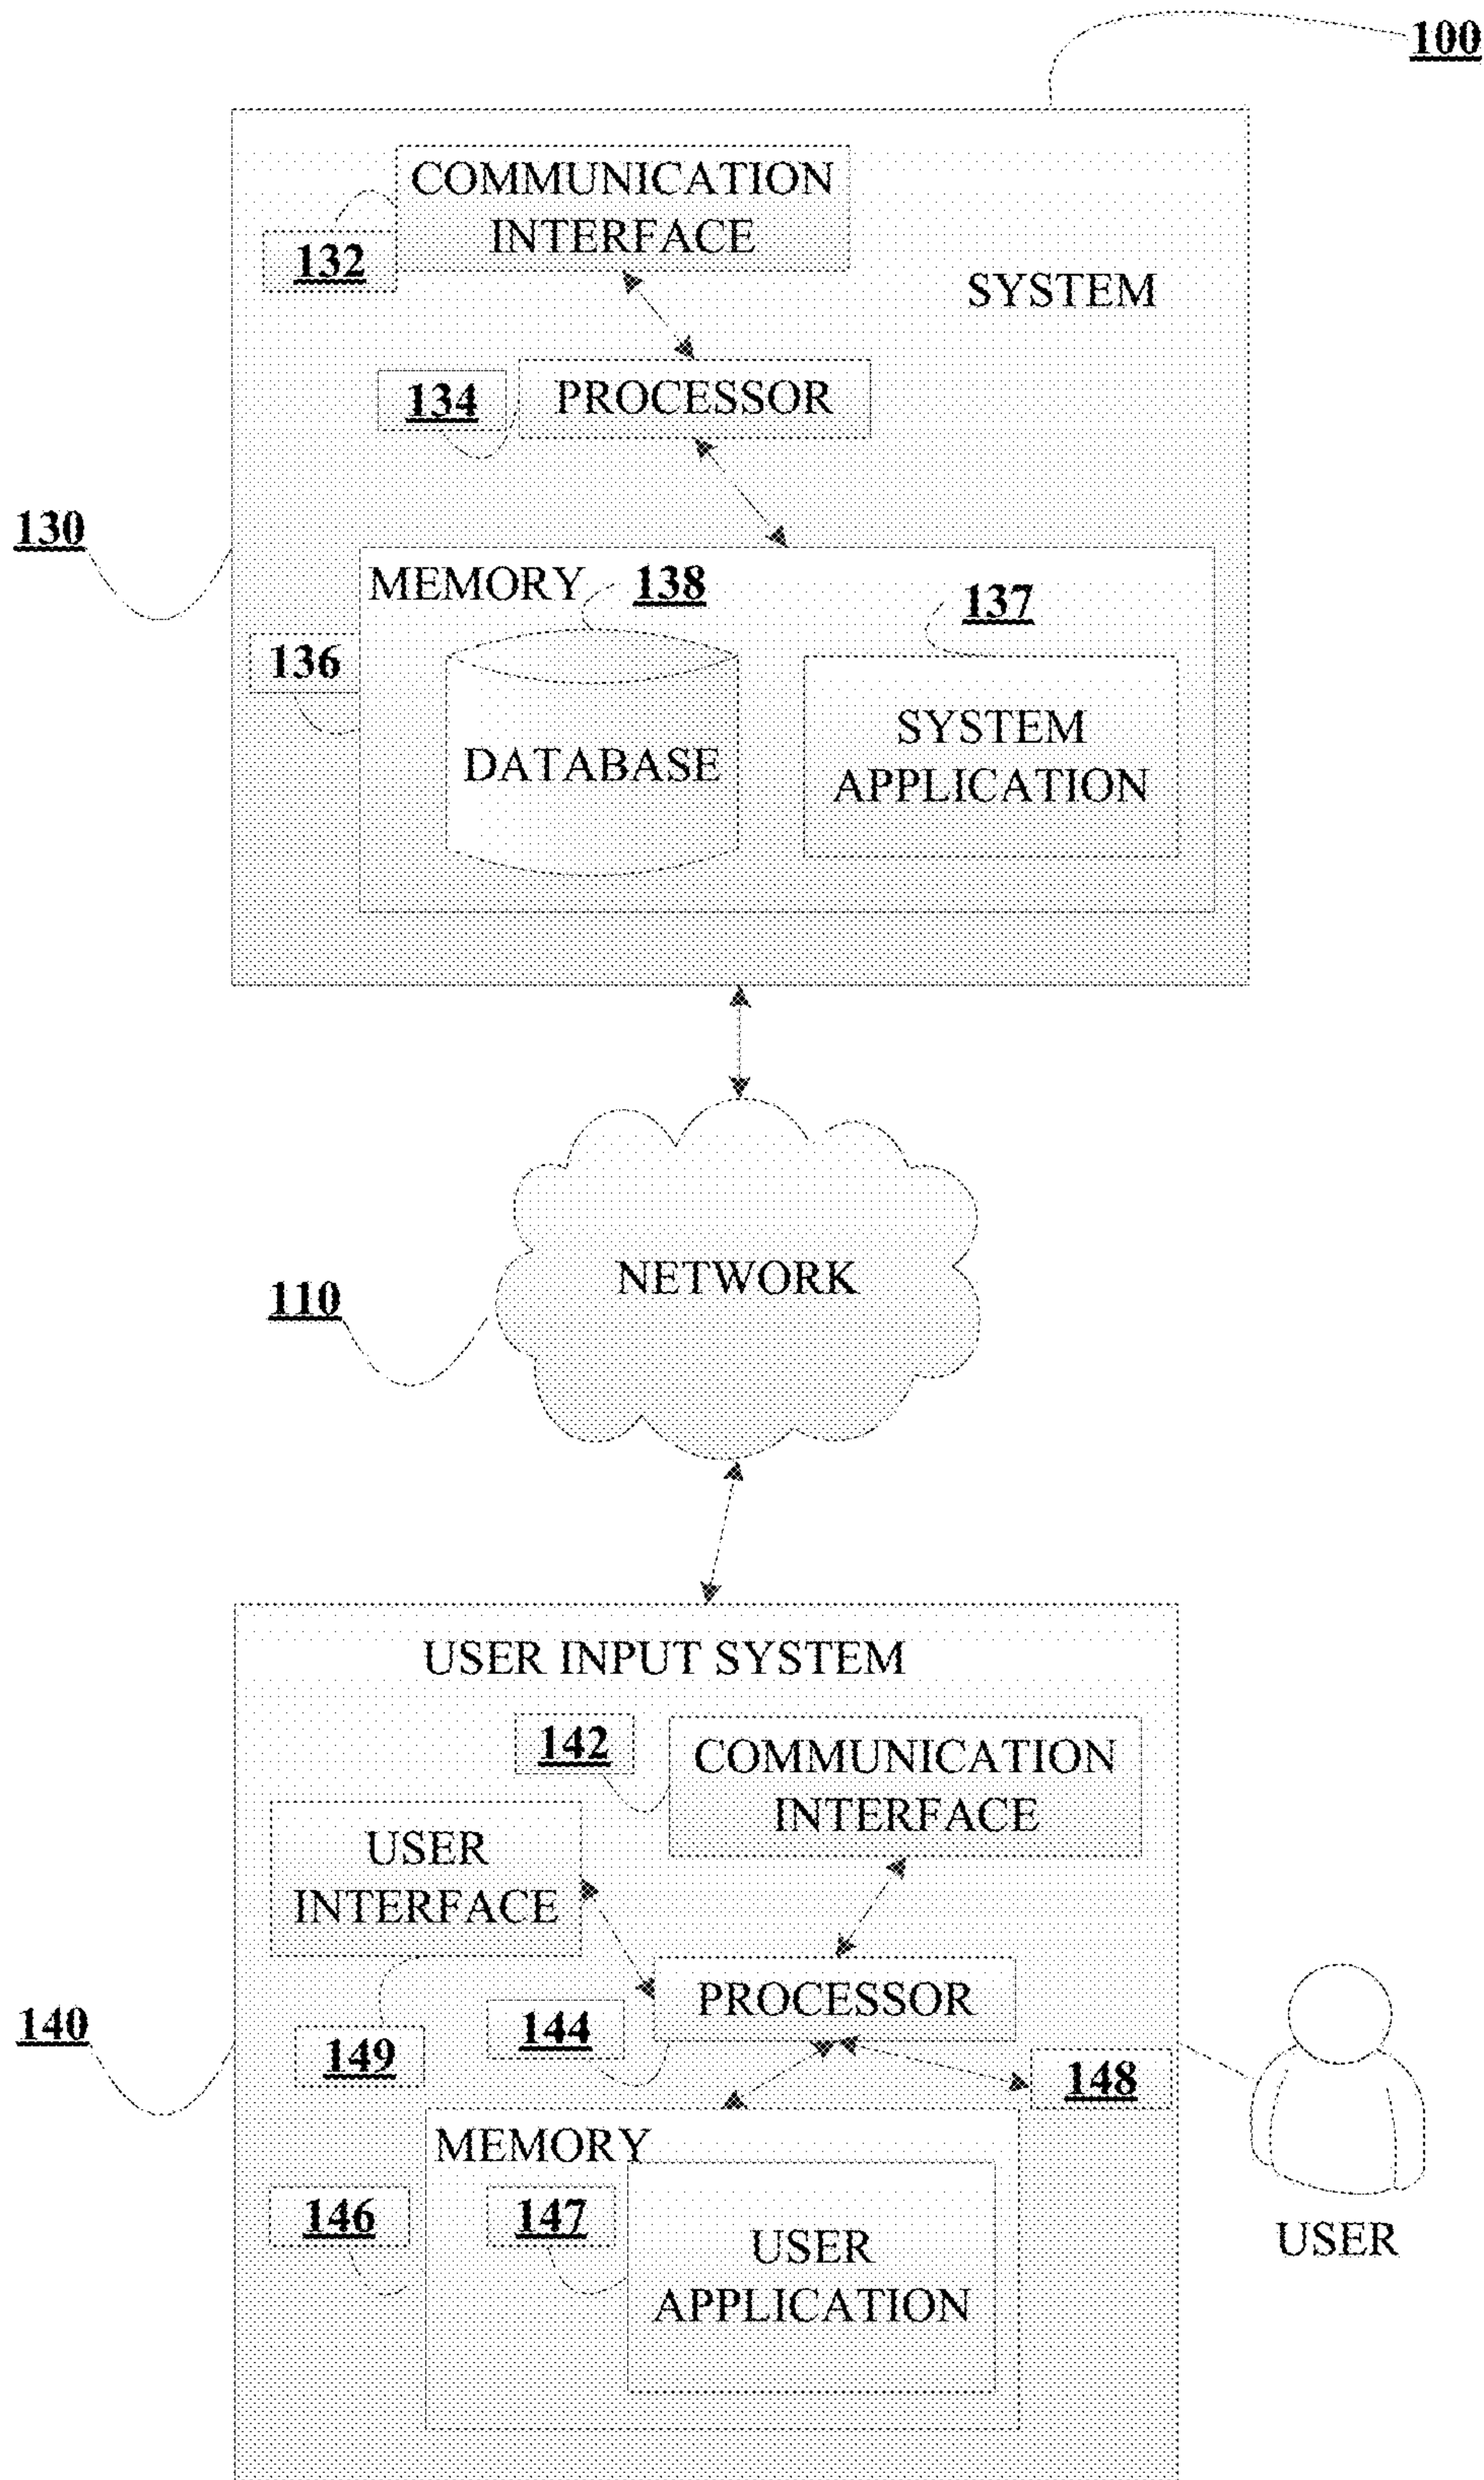 100
COMMUNICATION
INTERFACE
132
SYSTEM
134
PROCESSOR
130
MEMORY
138
137
136
DATABASE
SYSTEM
APPLICATION
NETWORK
110
USER INPUT SYSTEM
142
COMMUNICATION
INTERFACE
USER
INTERFACE
PROCESSOR
140
149
144
148
MEMORY
146
147
USER
APPLICATION
USER